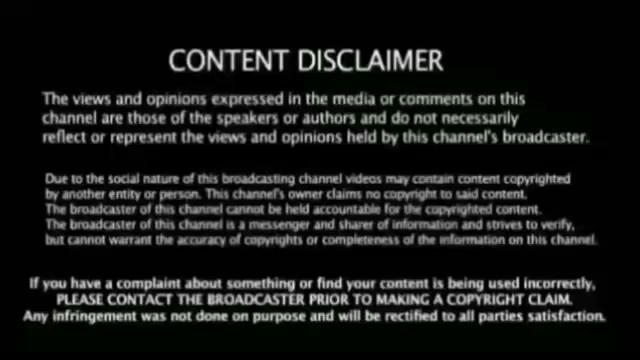 CONTENT DISCLAIMER
The views and opinions expressed in the media or comments on this
channel are those of the speakers or authors and do not necessarily
reflect or represent the views and opinions held by this channel's broadcaster.
Due to the social nature of this broadcasting channel videos may contain content copyrighted
by another entity or person. This channel's owner claims no copyright to said content.
The broadcaster of this channel cannot be held accountable for the copyrighted content.
The broadcaster of this channel is a messenger and sharer of information and strives to verify,
but cannot warrant the accuracy of copyrights or completeness of the information on this channel.
If you have a complaint about something or find your content is being used incorrectly,
PLEASE CONTACT THE BROADCASTER PRIOR TO MAKING A COPYRIGHT CLAIM.
Any infringement was not done on purpose and will be rectified to all parties satisfaction.